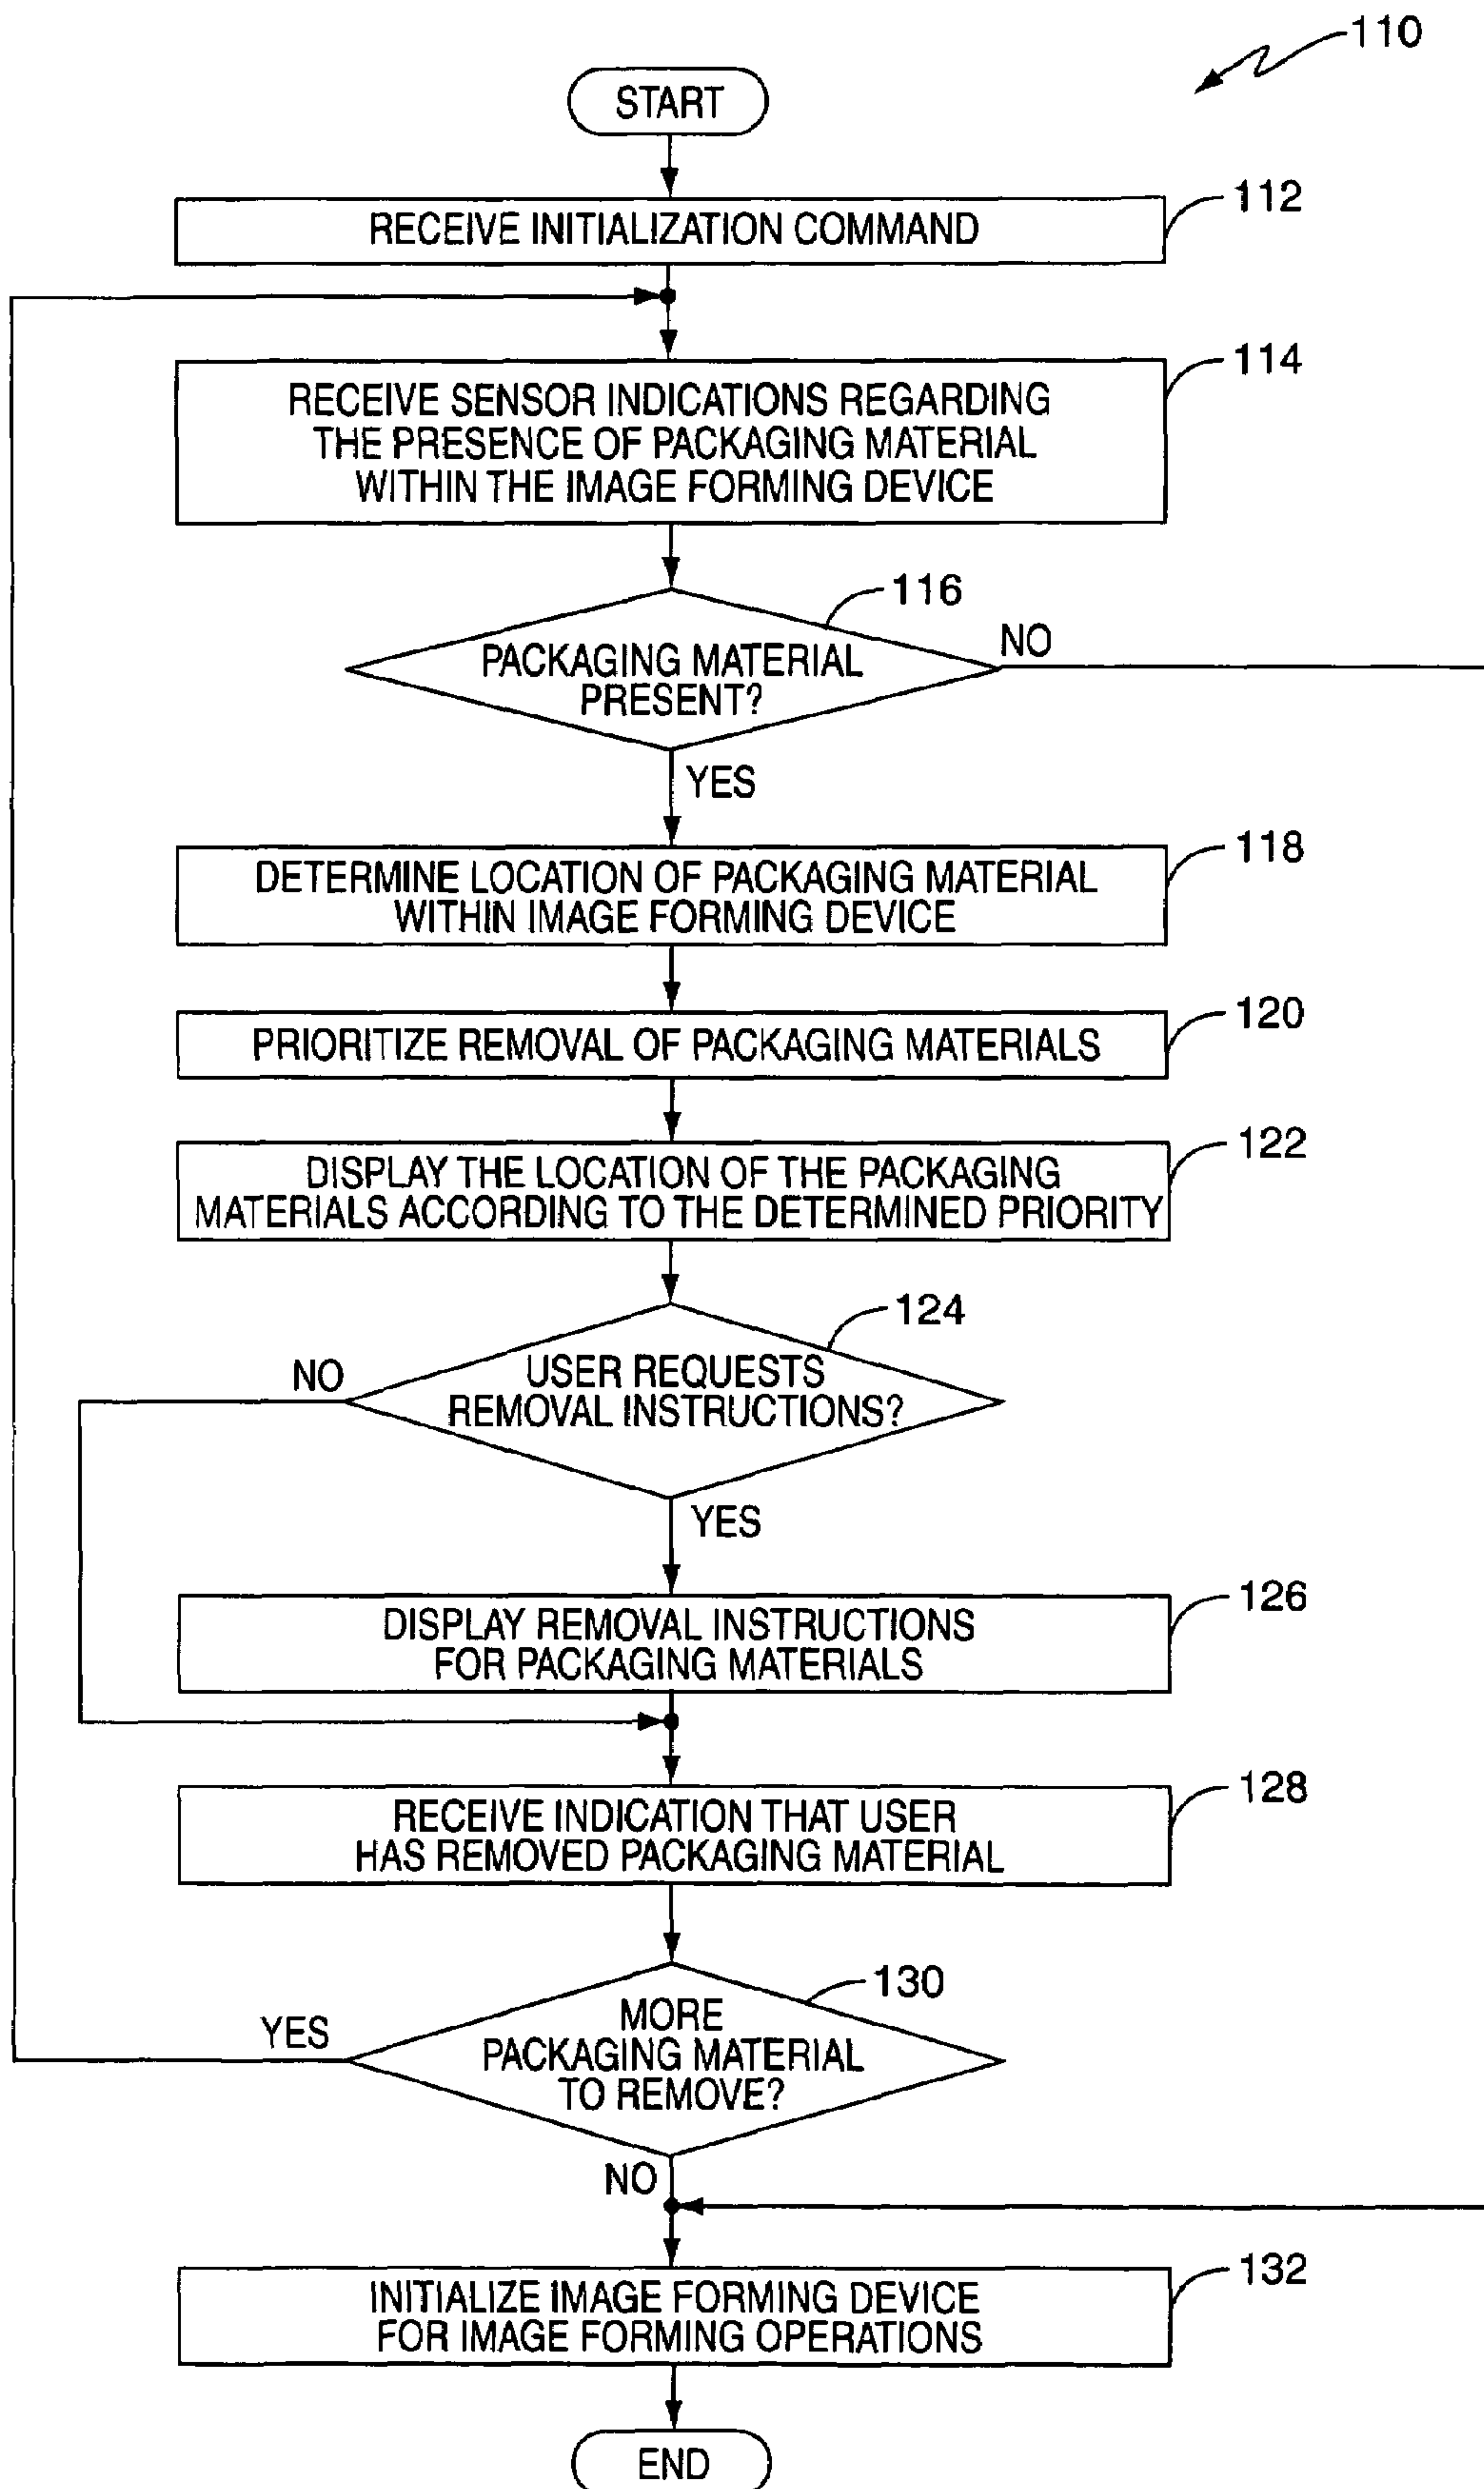 110
START
112
RECEIVE INITIALIZATION COMMAND
114
RECEIVE SENSOR INDICATIONS REGARDING
THE PRESENCE OF PACKAGING MATERIAL
WITHIN THE IMAGE FORMING DEVICE
116
PACKAGING MATERIAL
PRESENT?
NO
YES
118
DETERMINE LOCATION OF PACKAGING MATERIAL
WITHIN IMAGE FORMING DEVICE
120
PRIORITIZE REMOVAL OF PACKAGING MATERIALS
122
DISPLAY THE LOCATION OF THE PACKAGING
MATERIALS ACCORDING TO THE DETERMINED PRIORITY
124
NO
USER REQUESTS
REMOVAL INSTRUCTIONS?
YES
126
DISPLAY REMOVAL INSTRUCTIONS
FOR PACKAGING MATERIALS
128
RECEIVE INDICATION THAT USER
HAS REMOVED PACKAGING MATERIAL
130
YES
MORE
PACKAGING MATERIAL
TO REMOVE?
NO
132
INITIALIZE IMAGE FORMING DEVICE
FOR IMAGE FORMING OPERATIONS
END